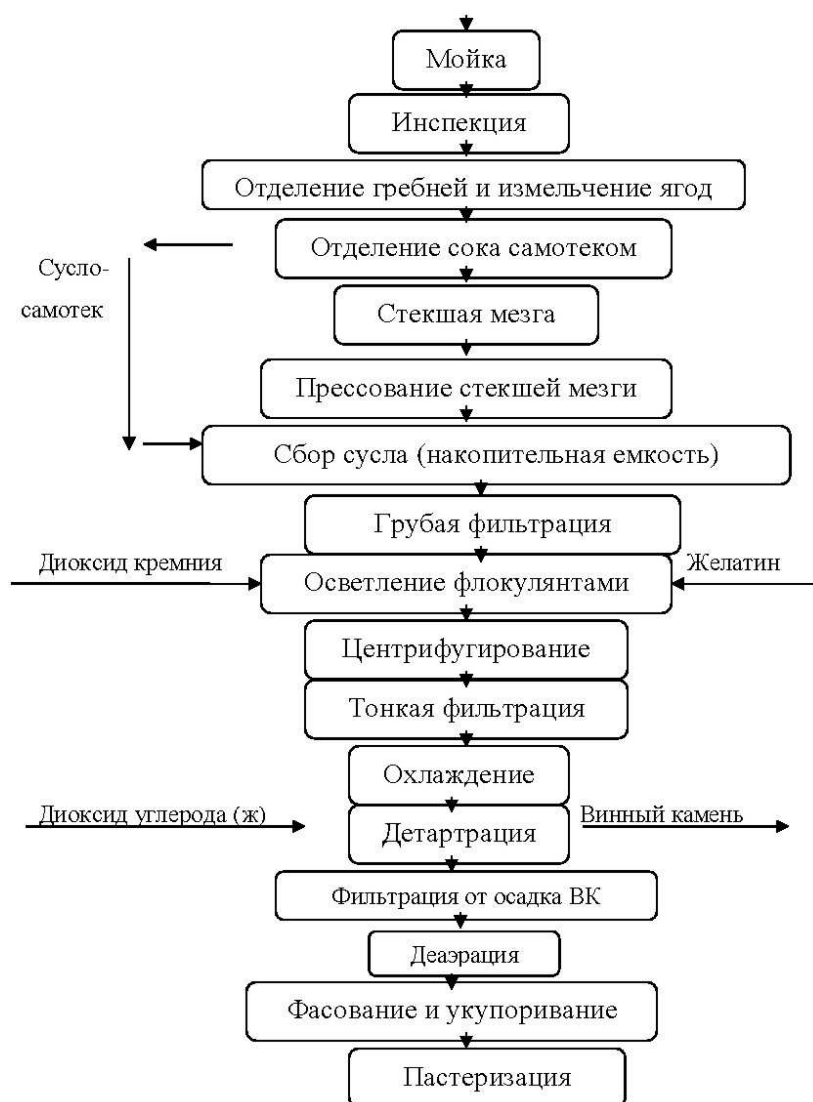 Мойка
Инспекция
Отделение гребней и измельчение ягод
Отделение сока самотеком
Сусло-
самотек
Стекшая мезга
Прессование стекшей мезги
Сбор сусла (накопительная емкость)
Грубая фильтрация
Диоксид кремния
Осветление флокулянтами
Желатин
Центрифугирование
Тонкая фильтрация
Охлаждение
Диоксид углерода (ж)
Детартрация
Винный камень
Фильтрация от осадка ВК
Деаэрация
Фасование и укупоривание
Пастеризация